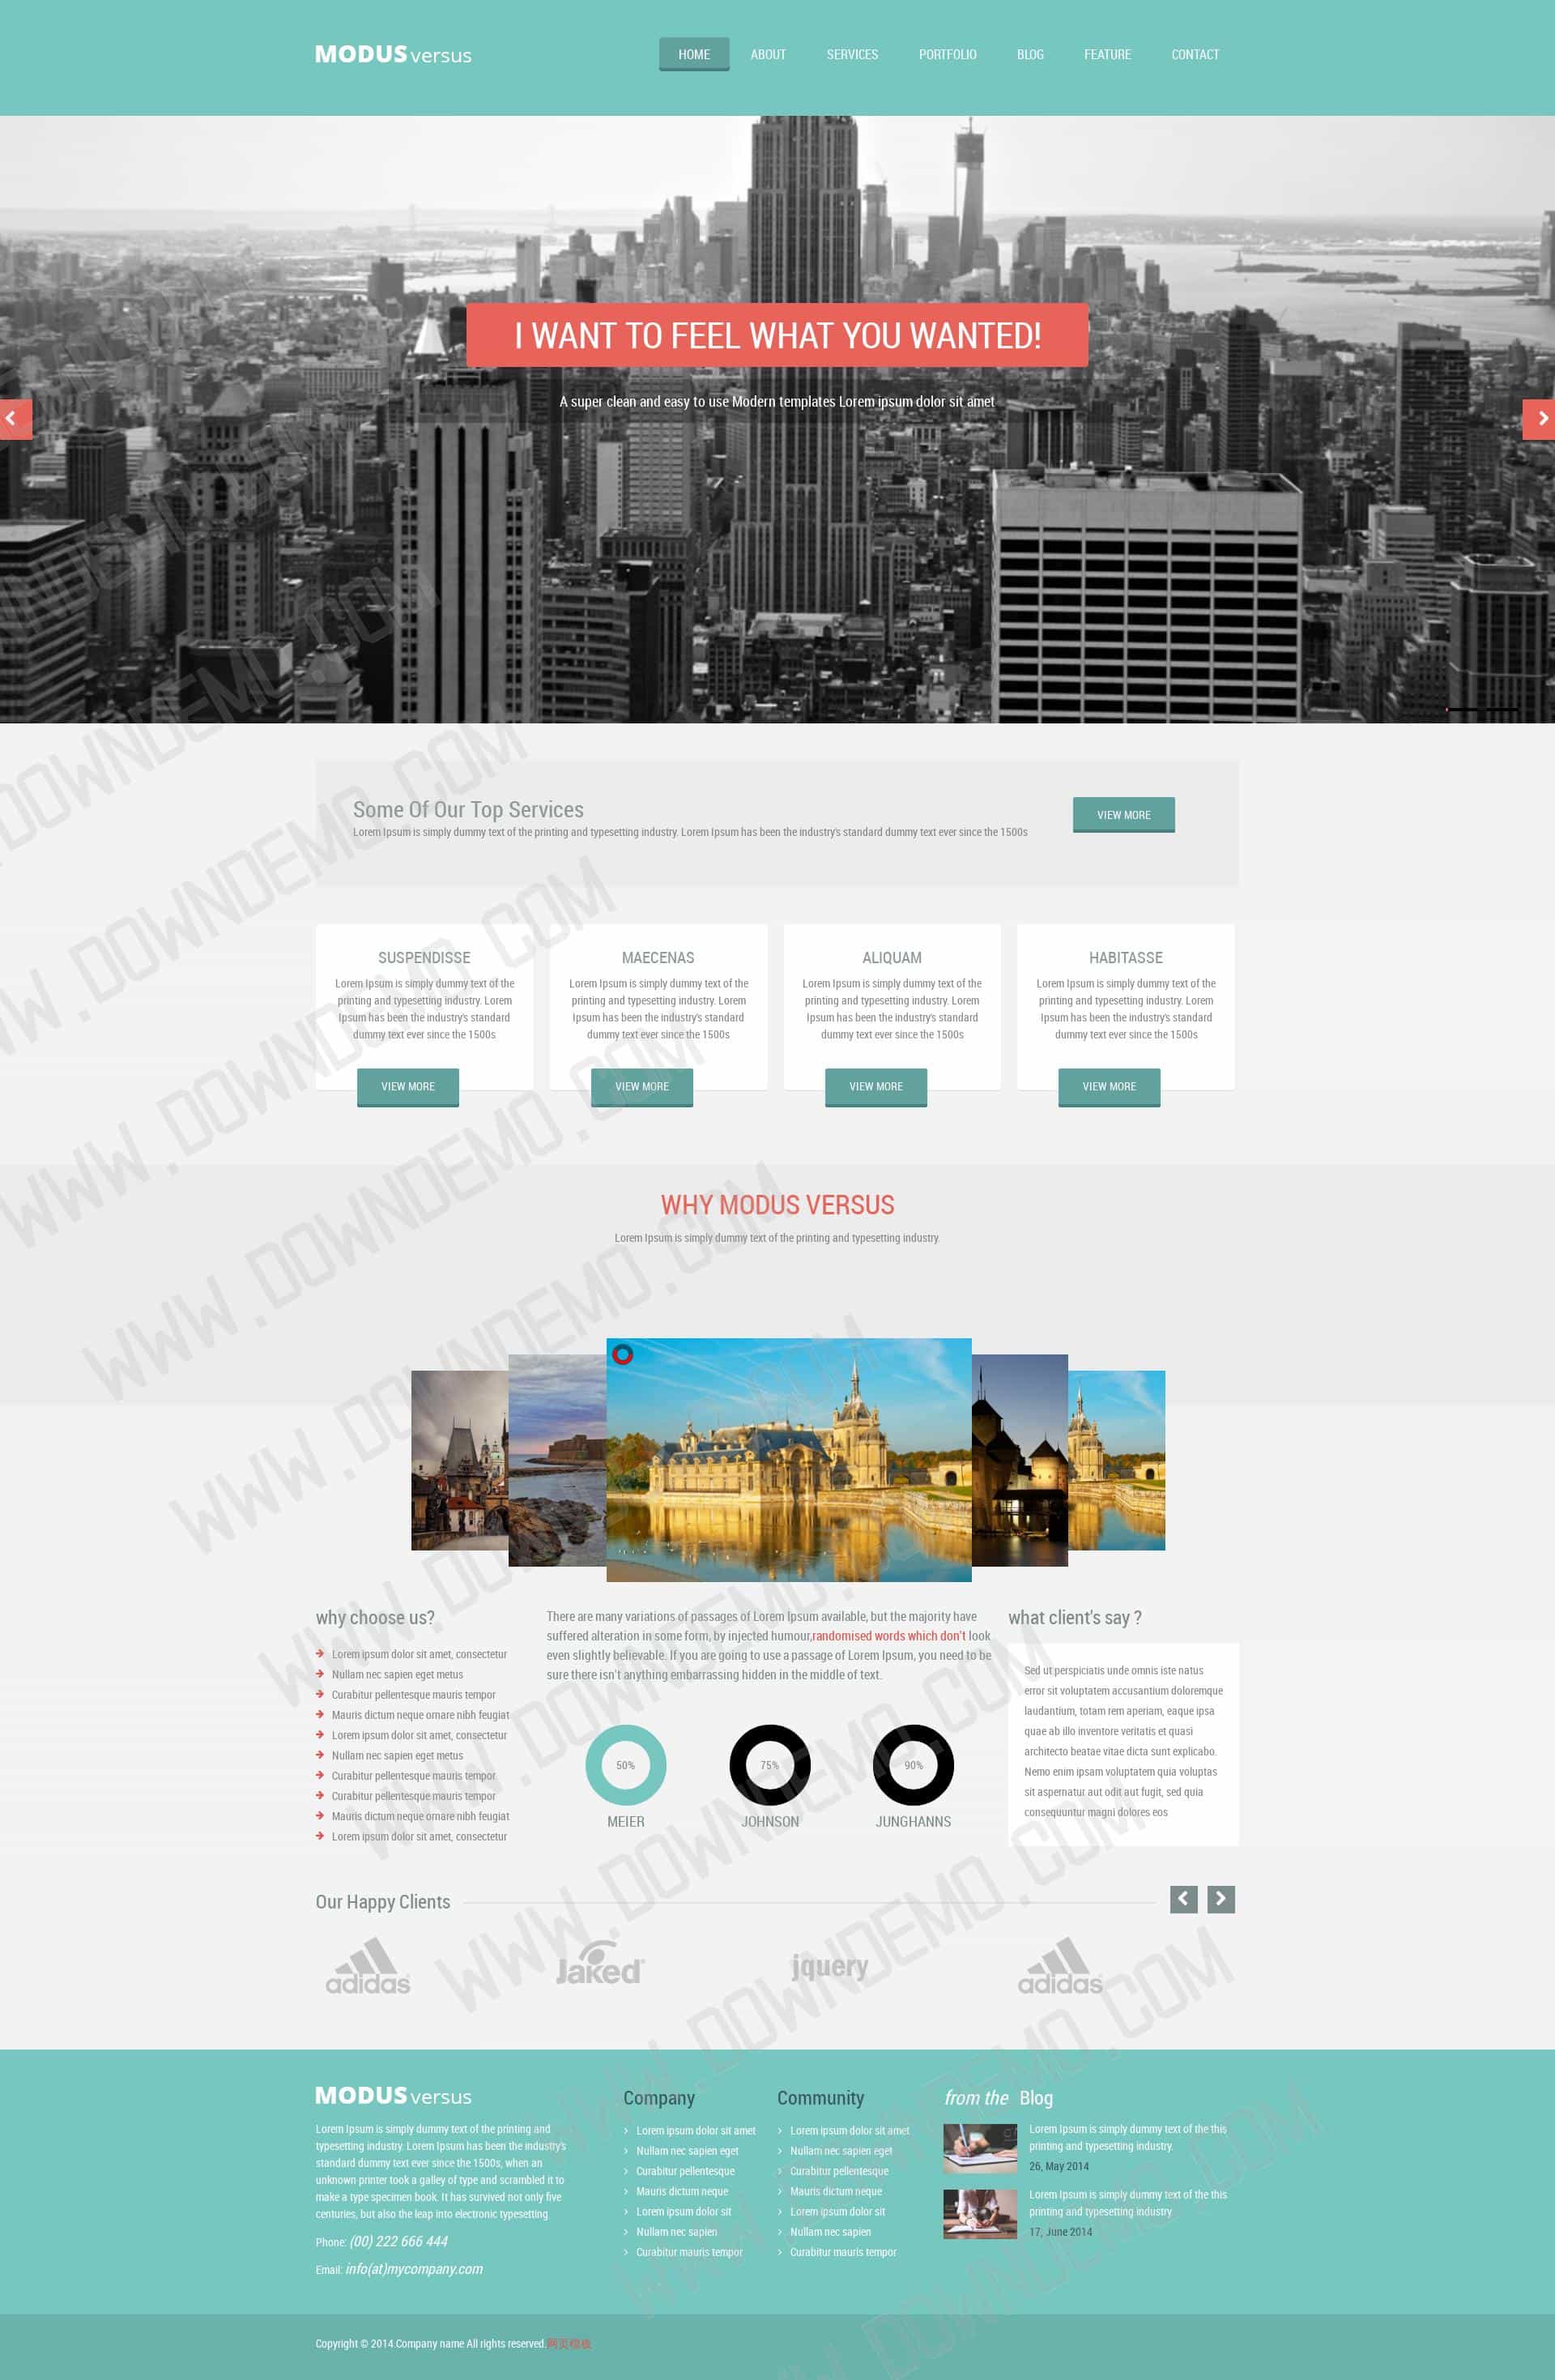 MODUS versus
HOME ABOUT SERVICES PORTFOLIO BLOG FEATURE CONTACT
I WANT TO FEEL WHAT YOU WANTED!
A super clean and easy to use Modern templates Lorem ipsum dolor sit amet
Some Of Our Top Services
Lorem Ipsum is simply dummy text of the printing and typesetting industry. Lorem Ipsum has been the industry's standard dummy text ever since the 1500s
VIEW MORE
SUSPENDISSE
Lorem Ipsum is simply dummy text of the
printing and typesetting industry. Lorem
Ipsum has been the industry's standard
dummy text ever since the 1500s
VIEW MORE
MAECENAS
Lorem Ipsum is simply dummy text of the
printing and typesetting industry. Lorem
Ipsum has been the industry's standard
dummy text ever since the 1500s
VIEW MORE
ALIQUAM
Lorem Ipsum is simply dummy text of the
printing and typesetting industry. Lorem
Ipsum has been the industry's standard
dummy text ever since the 1500s
VIEW MORE
HABITASSE
Lorem Ipsum is simply dummy text of the
printing and typesetting industry. Lorem
Ipsum has been the industry's standard
dummy text ever since the 1500s
VIEW MORE
WHY MODUS VERSUS
Lorem Ipsum is simply dummy text of the printing and typesetting industry.
why choose us?
Lorem ipsum dolor sit amet, consectetur
Nullam nec sapien eget metus
Curabitur pellentesque mauris tempor
Mauris dictum neque ornare nibh feugiat
Lorem ipsum dolor sit amet, consectetur
Nullam nec sapien eget metus
Curabitur pellentesque mauris tempor
Curabitur pellentesque mauris tempor
Mauris dictum neque ornare nibh feugiat
Lorem ipsum dolor sit amet, consectetur
There are many variations of passages of Lorem Ipsum available, but the majority have
suffered alteration in some form, by injected humour,randomised words which don't look
even slightly believable. If you are going to use a passage of Lorem Ipsum, you need to be
sure there isn't anything embarrassing hidden in the middle of text.
50% 75% 90%
MEIER JOHNSON JUNGHANNS
what client's say ?
Sed ut perspiciatis unde omnis iste natus
error sit voluptatem accusantium doloremque
laudantium, totam rem aperiam, eaque ipsa
quae ab illo inventore veritatis et quasi
architecto beatae vitae dicta sunt explicabo.
Nemo enim ipsam voluptatem quia voluptas
sit aspernatur aut odit aut fugit, sed quia
consequuntur magni dolores eos
Our Happy Clients
adidas Jaked jquery adidas
MODUS versus
Lorem Ipsum is simply dummy text of the printing and
typesetting industry. Lorem Ipsum has been the industry's
standard dummy text ever since the 1500s, when an
unknown printer took a galley of type and scrambled it to
make a type specimen book. It has survived not only five
centuries, but also the leap into electronic typesetting
Phone: (00) 222 666 444
Email: info(at)mycompany.com
Company
Lorem ipsum dolor sit amet
Nullam nec sapien eget
Curabitur pellentesque
Mauris dictum neque
Lorem ipsum dolor sit
Nullam nec sapien
Curabitur mauris tempor
Community
Lorem ipsum dolor sit amet
Nullam nec sapien eget
Curabitur pellentesque
Mauris dictum neque
Lorem ipsum dolor sit
Nullam nec sapien
Curabitur mauris tempor
from the Blog
Lorem Ipsum is simply dummy text of the this
printing and typesetting industry.
26, May 2014
Lorem Ipsum is simply dummy text of the this
printing and typesetting industry
17, June 2014
Copyright © 2014.Company name All rights reserved.网页模板
WWW.DOWNDEMO.COM